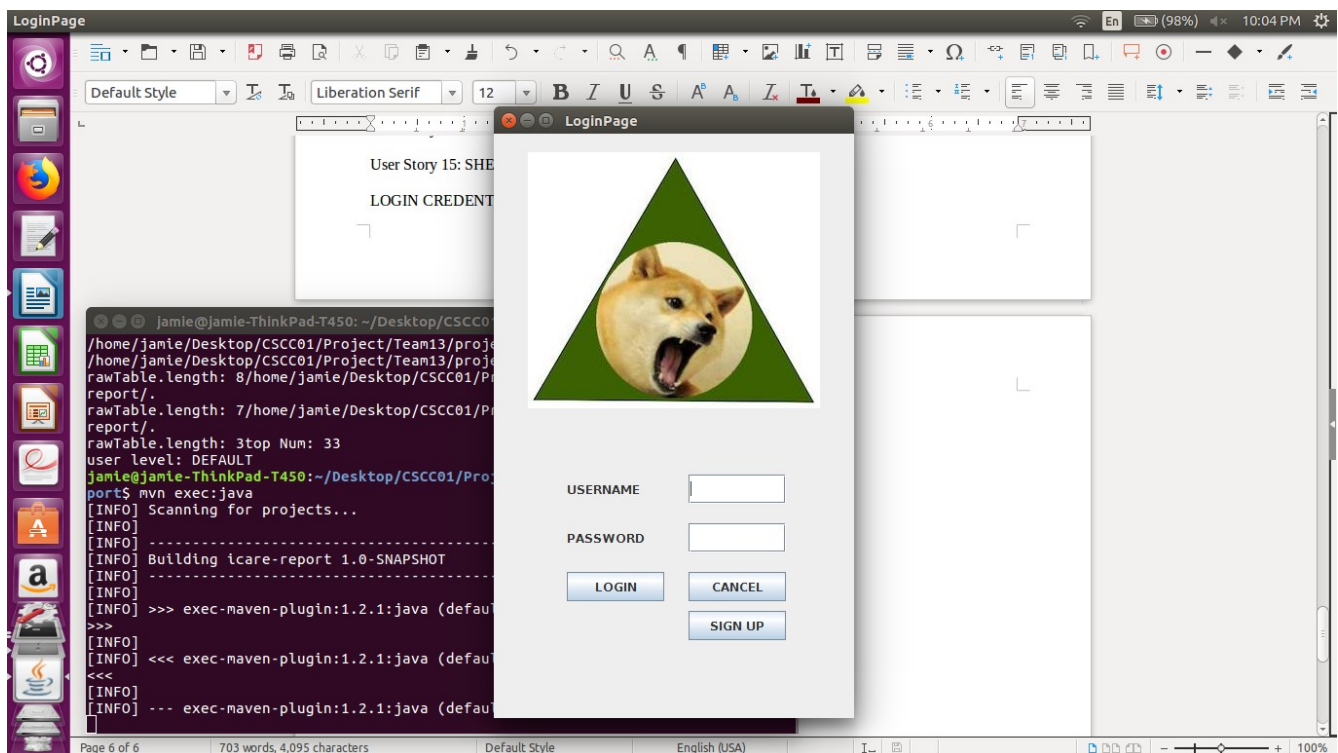 LoginPage
En (98%) 10:04 PM
Default Style Liberation Serif 12
LoginPage
User Story 15: SHE
LOGIN CREDENT
jamie@jamie-ThinkPad-T450: ~/Desktop/CSCC0
/home/jamie/Desktop/CSCC01/Project/Team13/proje
/home/jamie/Desktop/CSCC01/Project/Team13/proje
rawTable.length: 8/home/jamie/Desktop/CSCC01/Pr
report/.
rawTable.length: 7/home/jamie/Desktop/CSCC01/Pr
report/.
rawTable.length: 3top Num: 33
user level: DEFAULT
jamie@jamie-ThinkPad-T450:~/Desktop/CSCC01/Proj
port$ mvn exec:java
[INFO] Scanning for projects...
[INFO]
[INFO] ------------------------------------------
[INFO] Building icare-report 1.0-SNAPSHOT
[INFO] ------------------------------------------
[INFO]
[INFO] >>> exec-maven-plugin:1.2.1:java (defaul
>>>
[INFO]
[INFO] <<< exec-maven-plugin:1.2.1:java (defaul
<<<
[INFO]
[INFO] --- exec-maven-plugin:1.2.1:java (defaul
USERNAME
PASSWORD
LOGIN CANCEL
SIGN UP
Page 6 of 6 703 words, 4,095 characters Default Style English (USA) 100%